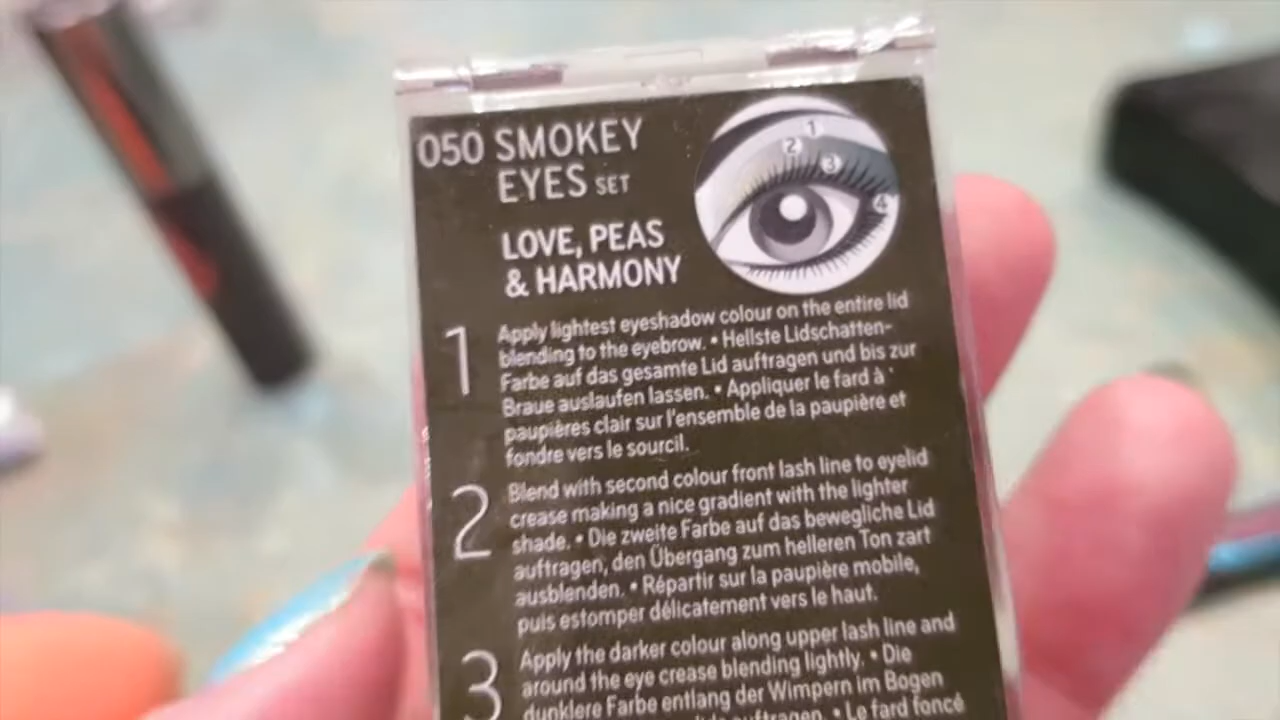 050 SMOKEY
EYES SET
LOVE, PEAS
& HARMONY
1
2
3
4
1
Apply lightest eyeshadow colour on the entire lid
blending to the eyebrow. • Hellste Lidschatten-
Farbe auf das gesamte Lid auftragen und bis zur
Braue auslaufen lassen. • Appliquer le fard à
paupières clair sur l'ensemble de la paupière et
fondre vers le sourcil.
2
Blend with second colour front lash line to eyelid
crease making a nice gradient with the lighter
shade. • Die zweite Farbe auf das bewegliche Lid
auftragen, den Übergang zum helleren Ton zart
ausblenden. • Répartir sur la paupière mobile,
puis estomper délicatement vers le haut.
3
Apply the darker colour along upper lash line and
around the eye crease blending lightly. • Die
dunklere Farbe entlang der Wimpern im Bogen
auftragen. • Le fard foncé